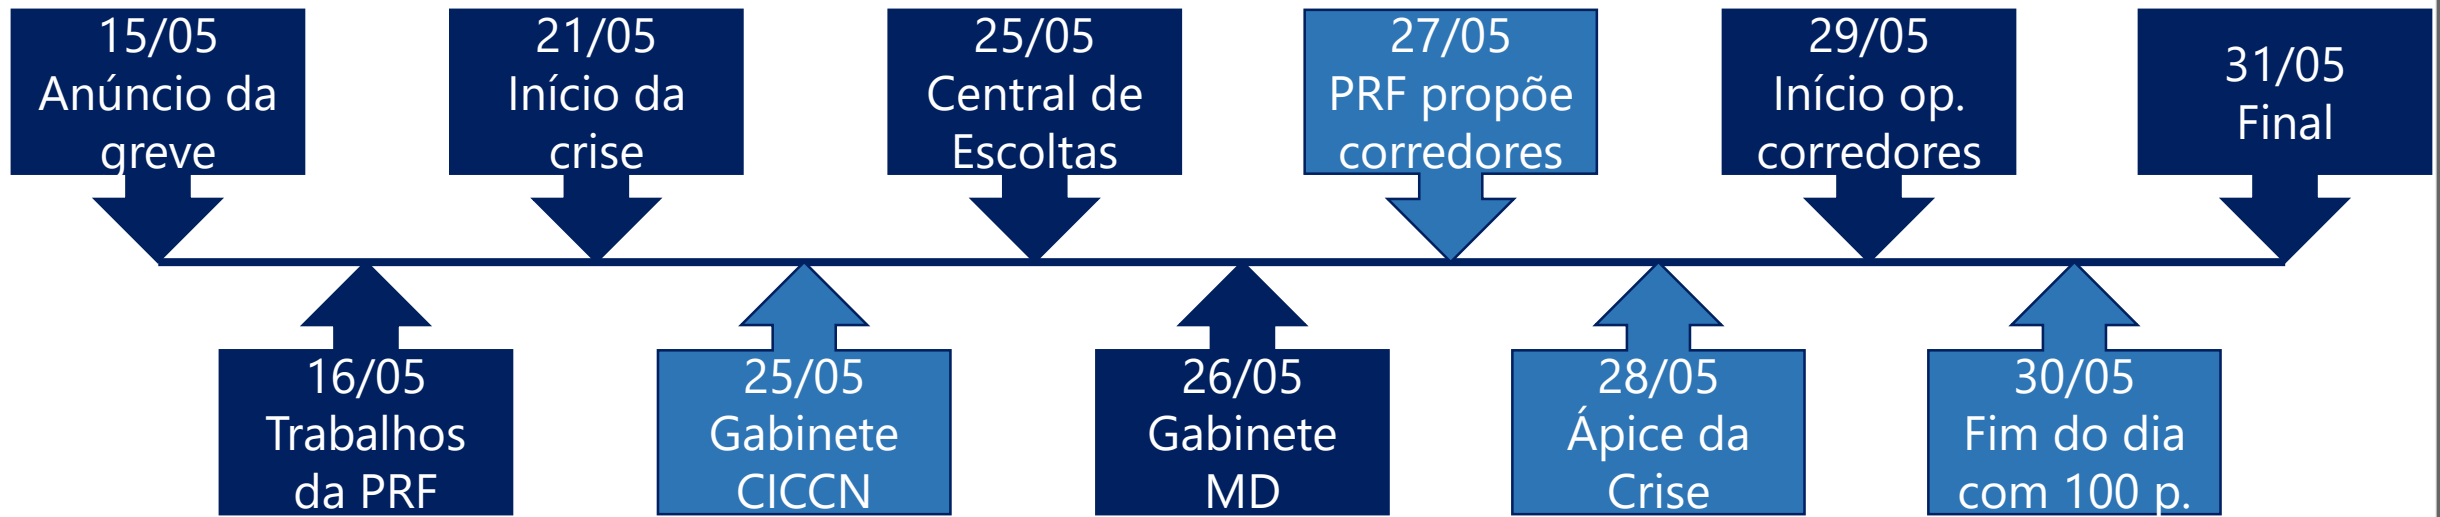 15/05
Anúncio da
greve
21/05
Início da
crise
25/05
Central de
Escoltas
27/05
PRF propõe
corredores
29/05
Início op.
corredores
31/05
Final
16/05
Trabalhos
da PRF
25/05
Gabinete
CICCN
26/05
Gabinete
MD
28/05
Ápice da
Crise
30/05
Fim do dia
com 100 p.